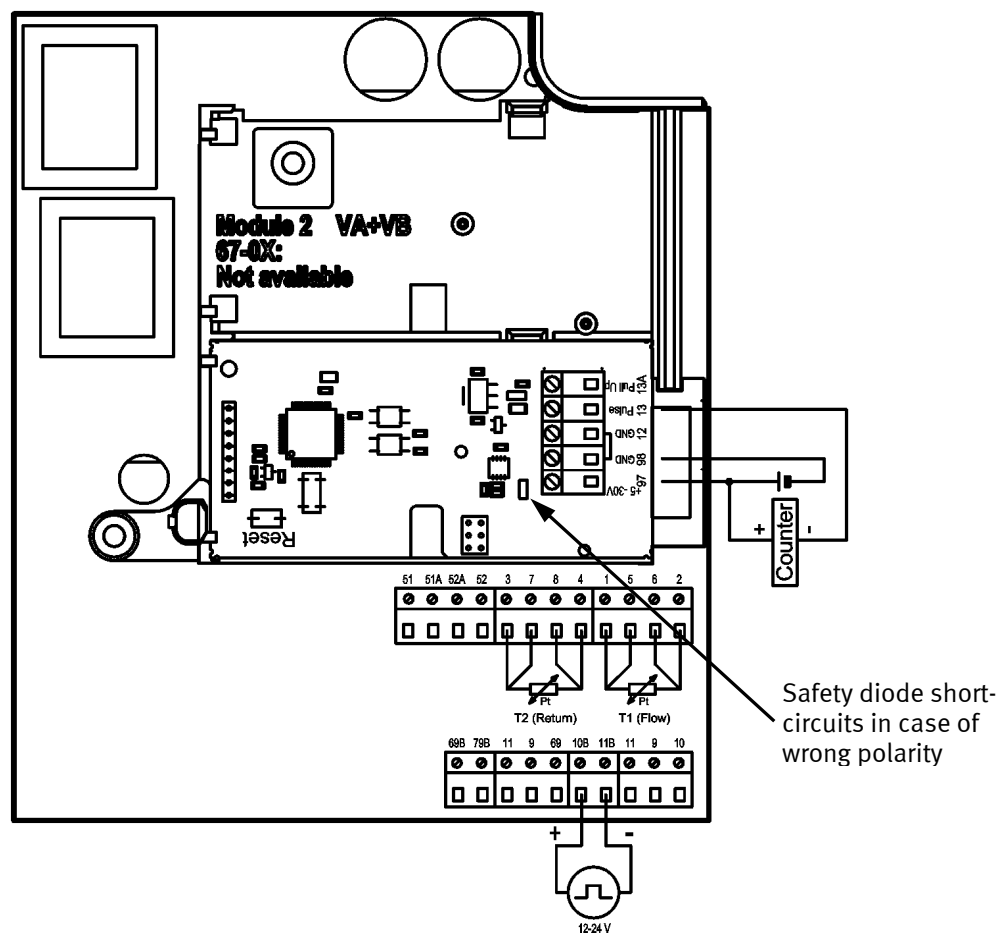 Module 2 VA+VB
67-0X:
Not available
13A Pull Up
13 Pulse
12 GND
98 GND
97 +5-30V
+ -
Counter
Reset
51 51A 52A 52 3 7 8 4 1 5 6 2
Pt Pt
T2 (Return) T1 (Flow)
Safety diode short-
circuits in case of
wrong polarity
69B 79B 11 9 69 10B 11B 11 9 10
+ -
12-24 V